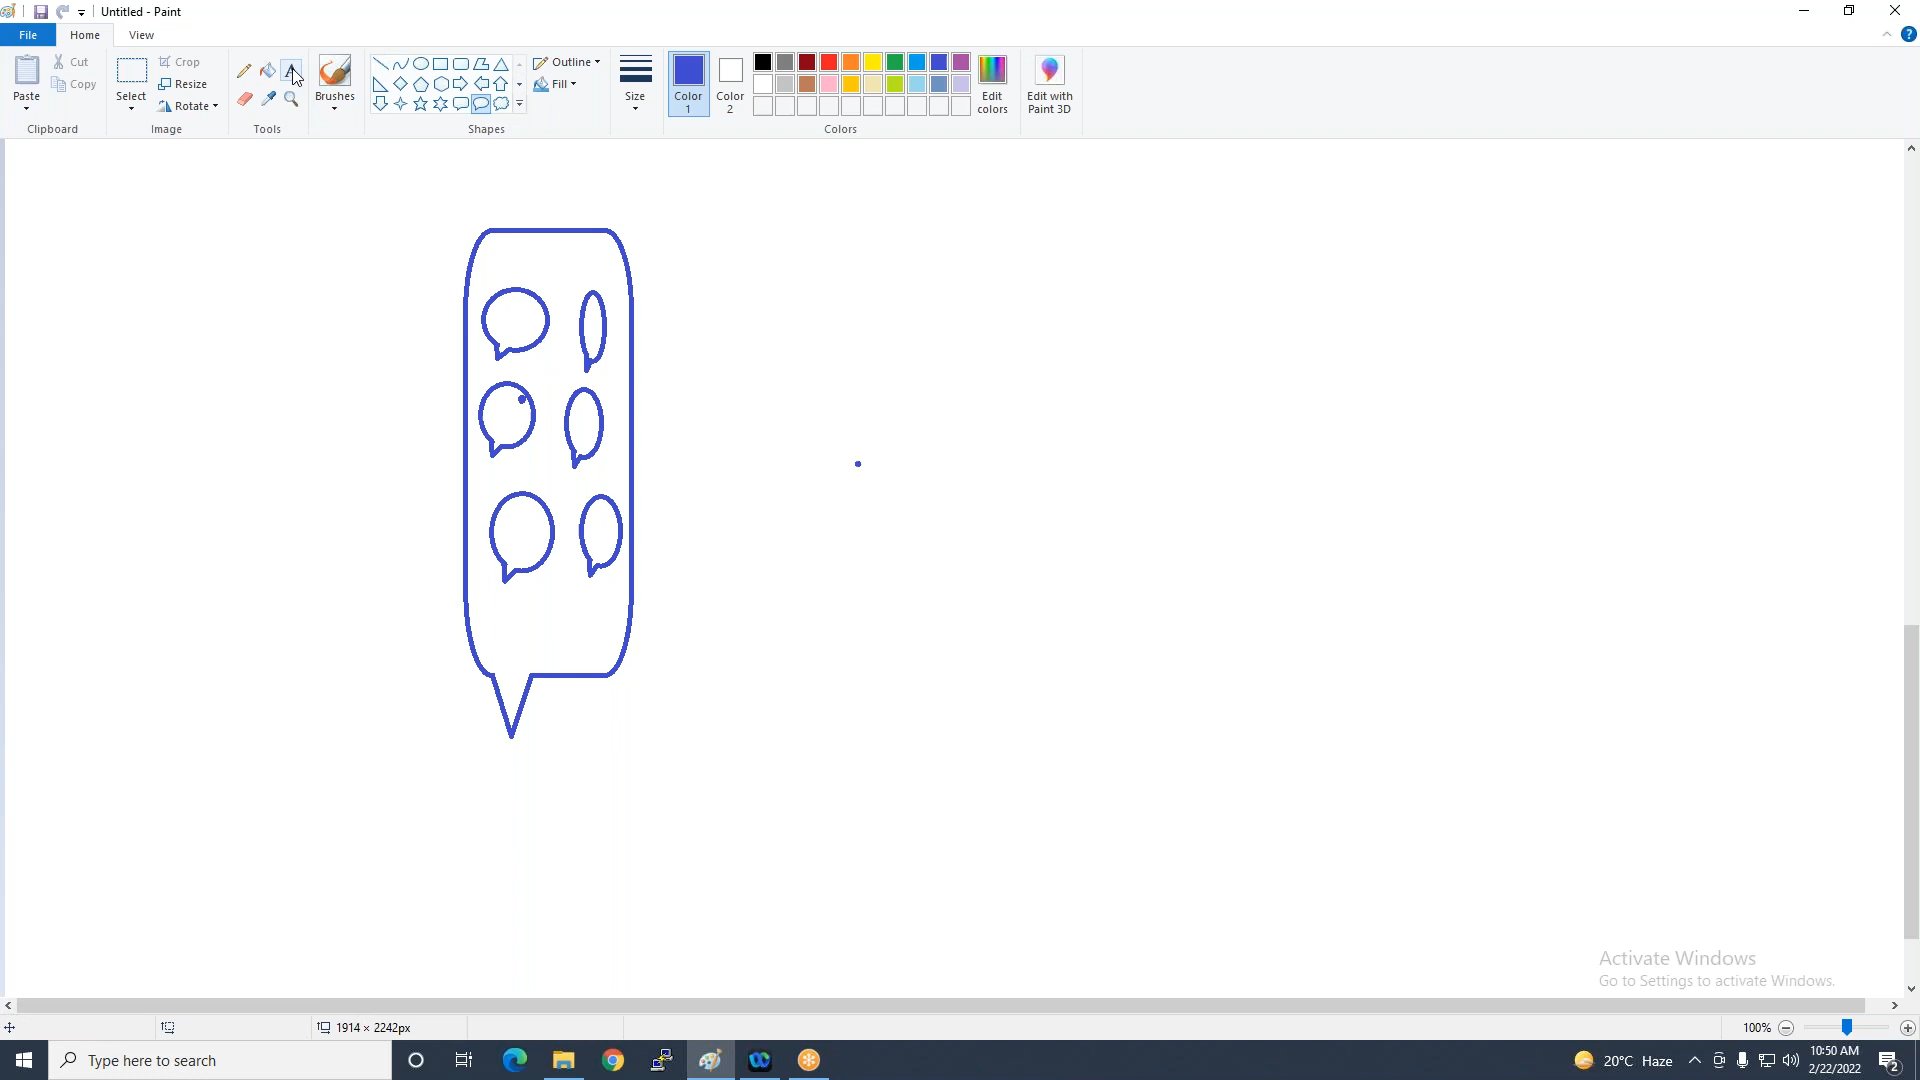 Untitled - Paint
File Home View
Paste
Cut
Copy
Clipboard
Select
Crop
Resize
Rotate
Image
A
Tools
Brushes
Shapes
Outline
Fill
Size
Color 1
Color 2
Colors
Edit colors
Edit with Paint 3D
?
Activate Windows
Go to Settings to activate Windows.
1914 × 2242px
100%
Type here to search
20°C Haze
10:50 AM
2/22/2022
2